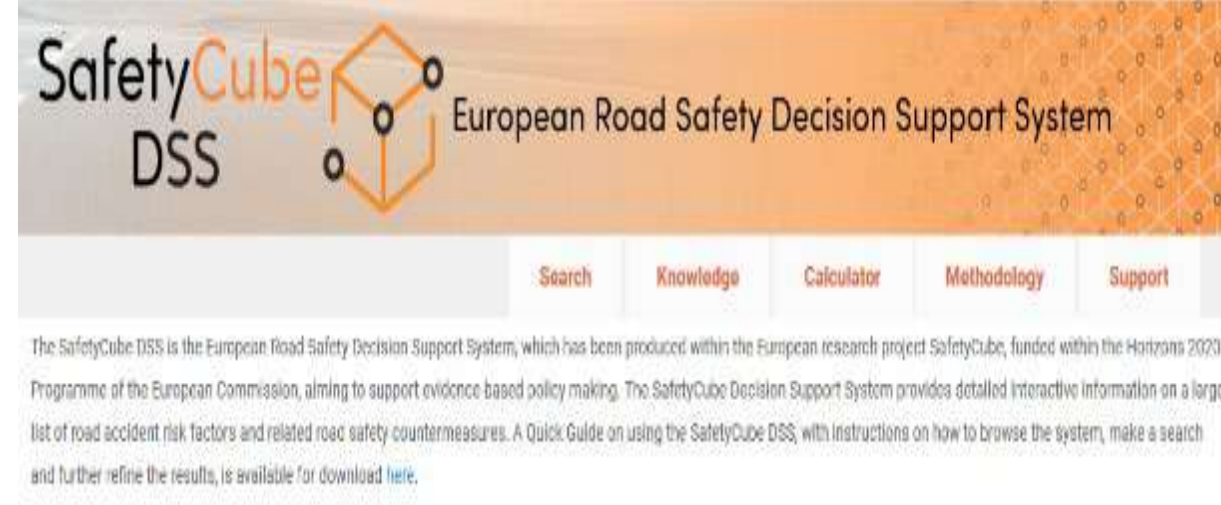 SafetyCube
DSS
European Road Safety Decision Support System
Search Knowledge Calculator Methodology Support
The SafetyCube DSS is the European Road Safety Decision Support System, which has been produced within the European research project SafetyCube, funded within the Horizons 2020
Programme of the European Commission, aiming to support evidence based policy making. The SafetyCube Decision Support System provides detailed interactive information on a large
list of road accident risk factors and related road safety countermeasures. A Quick Guide on using the SafetyCube DSS, with instructions on how to browse the system, make a search
and further refine the results, is available for download here.